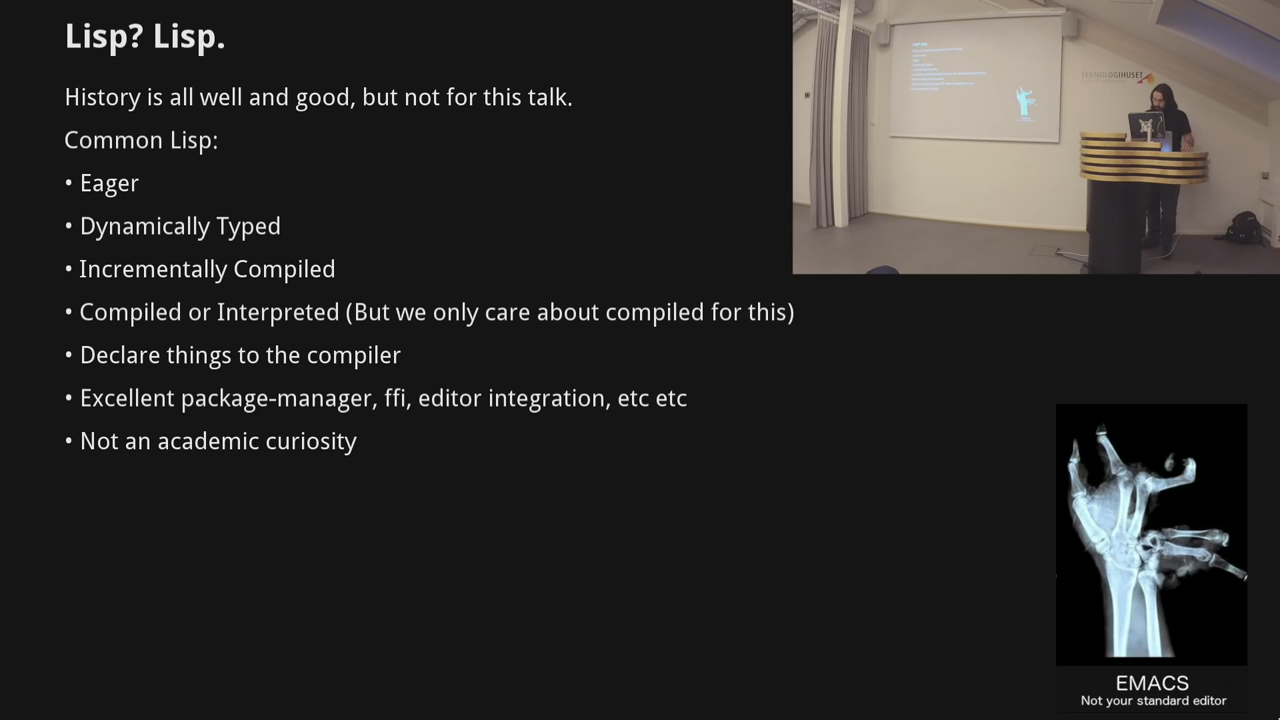 Lisp? Lisp.
History is all well and good, but not for this talk.
Common Lisp:
• Eager
• Dynamically Typed
• Incrementally Compiled
• Compiled or Interpreted (But we only care about compiled for this)
• Declare things to the compiler
• Excellent package-manager, ffi, editor integration, etc etc
• Not an academic curiosity
TEKNOLOGIHUSET
EMACS
Not your standard editor